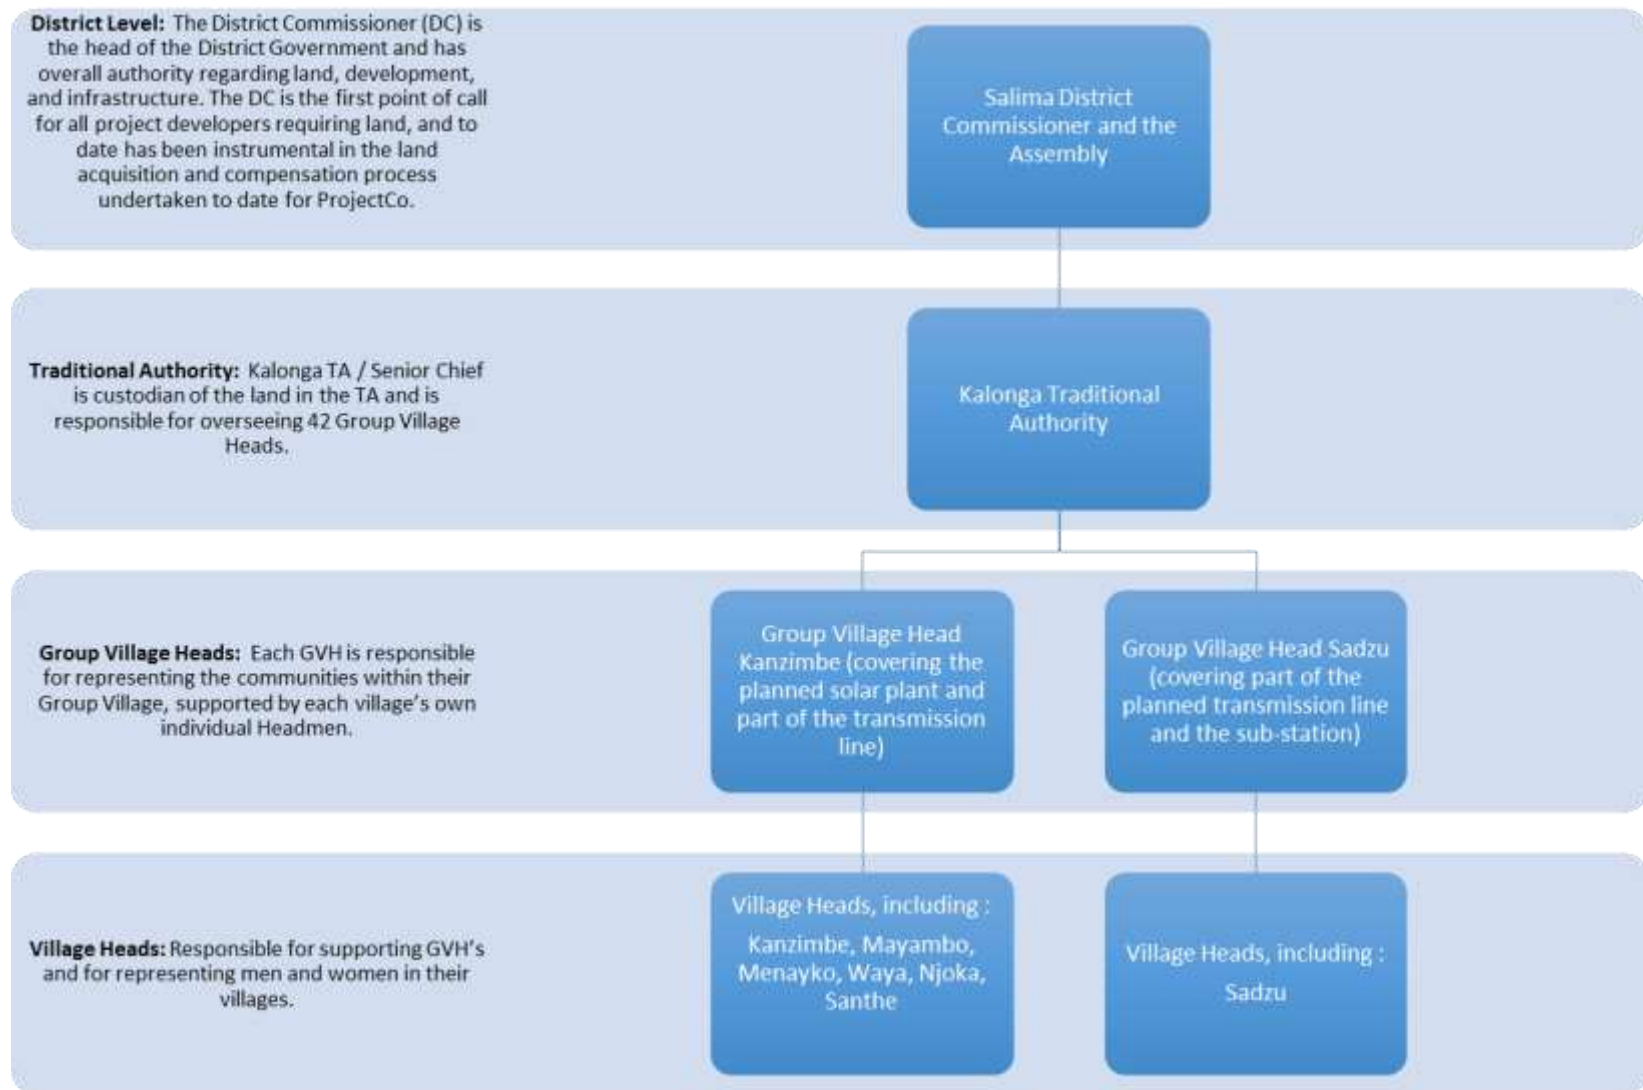 District Level: The District Commissioner (DC) is
the head of the District Government and has
overall authority regarding land, development,
and infrastructure. The DC is the first point of call
for all project developers requiring land, and to
date has been instrumental in the land
acquisition and compensation process
undertaken to date for ProjectCo.
Salima District
Commissioner and the
Assembly
Traditional Authority: Kalonga TA / Senior Chief
is custodian of the land in the TA and is
responsible for overseeing 42 Group Village
Heads.
Kalonga Traditional
Authority
Group Village Heads: Each GVH is responsible
for representing the communities within their
Group Village, supported by each village's own
individual Headmen.
Group Village Head
Kanzimbe (covering the
planned solar plant and
part of the transmission
line)
Group Village Head Sadzu
(covering part of the
planned transmission line
and the sub-station)
Village Heads: Responsible for supporting GVH's
and for representing men and women in their
villages.
Village Heads, including :
Kanzimbe, Mayambo,
Menayko, Waya, Njoka,
Santhe
Village Heads, including :
Sadzu